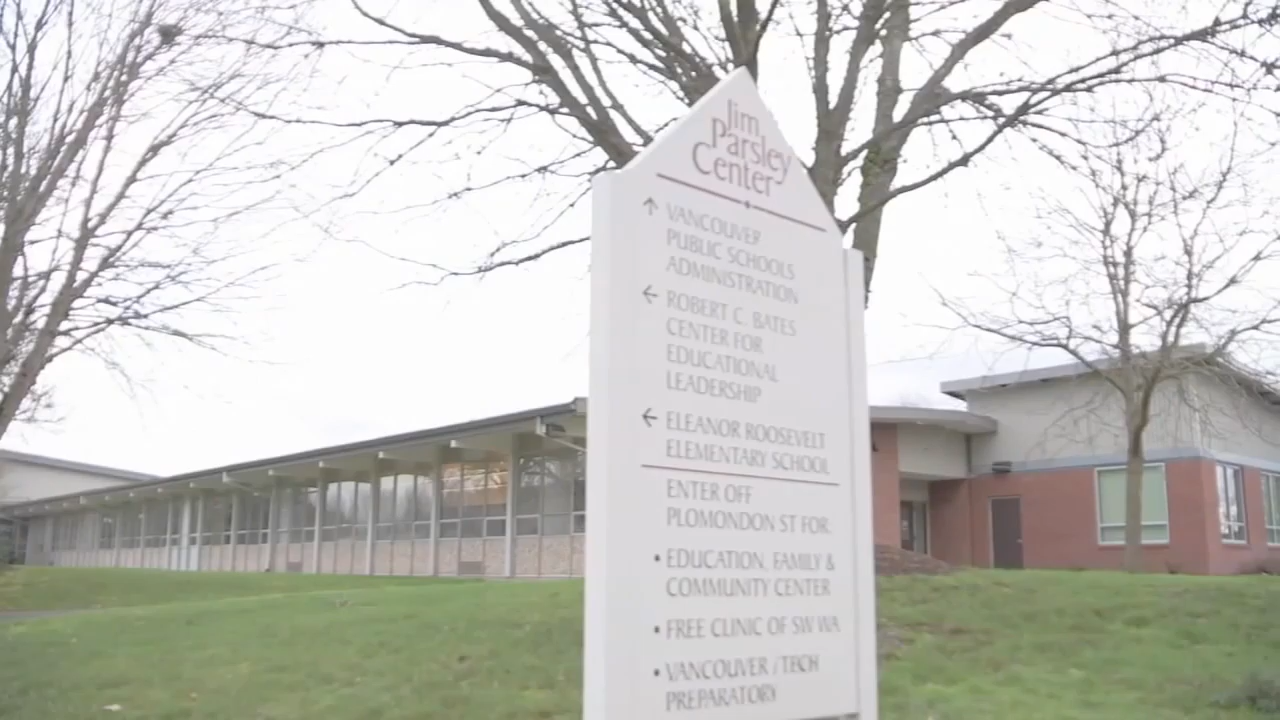 Jim
Parsley
Center
↑ VANCOUVER
PUBLIC SCHOOLS
ADMINISTRATION
← ROBERT C. BATES
CENTER FOR
EDUCATIONAL
LEADERSHIP
← ELEANOR ROOSEVELT
ELEMENTARY SCHOOL
ENTER OFF
PLOMONDON ST FOR:
• EDUCATION, FAMILY &
COMMUNITY CENTER
• FREE CLINIC OF SW WA
• VANCOUVER / TECH
PREPARATORY